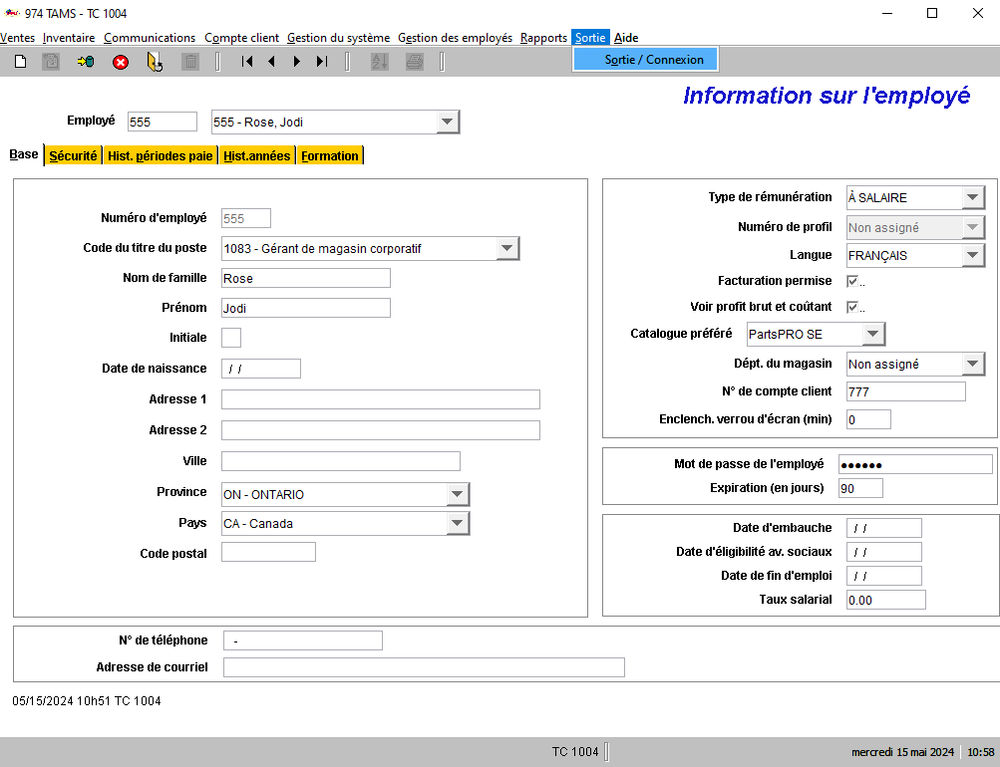 974 TAMS - TC 1004
Ventes Inventaire Communications Compte client Gestion du système Gestion des employés Rapports Sortie Aide
Sortie / Connexion
Information sur l'employé
Employé 555 555 - Rose, Jodi
Base Sécurité Hist. périodes paie Hist.années Formation
Numéro d'employé 555
Code du titre du poste 1083 - Gérant de magasin corporatif
Nom de famille Rose
Prénom Jodi
Initiale
Date de naissance / /
Adresse 1
Adresse 2
Ville
Province ON - ONTARIO
Pays CA - Canada
Code postal
Type de rémunération À SALAIRE
Numéro de profil Non assigné
Langue FRANÇAIS
Facturation permise ..
Voir profit brut et coûtant ..
Catalogue préféré PartsPRO SE
Dépt. du magasin Non assigné
N° de compte client 777
Enclench. verrou d'écran (min) 0
Mot de passe de l'employé ●●●●●●
Expiration (en jours) 90
Date d'embauche / /
Date d'éligibilité av. sociaux / /
Date de fin d'emploi / /
Taux salarial 0.00
N° de téléphone -
Adresse de courriel
05/15/2024 10h51 TC 1004
TC 1004 mercredi 15 mai 2024 10:58